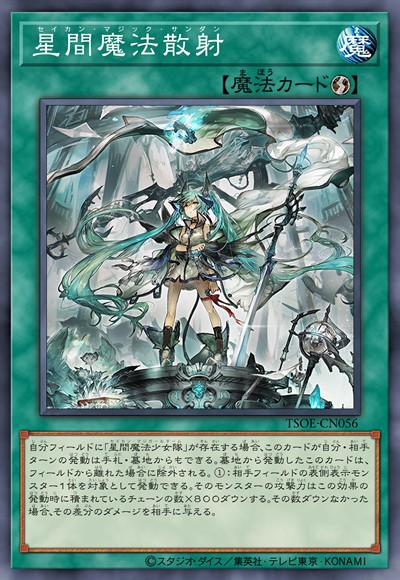 セイカン・マジック・サンダン
星間魔法散射
魔
まほう
【魔法カード】
TSOE-CN056
自分フィールドに「星間魔法少女隊」が存在する場合、このカードが自分・相手
ターンの発動は手札・墓地からもできる。墓地から発動したこのカードは、
フィールドから離れた場合に除外される。①:相手フィールドの表側表示モン
スター1体を対象として発動できる。そのモンスターの攻撃力はこの効果の
発動時に積まれているチェーンの数×800ダウンする。その数ダウンなかった
場合、その差分のダメージを相手に与える。
©スタジオ・ダイス/集英社・テレビ東京・KONAMI